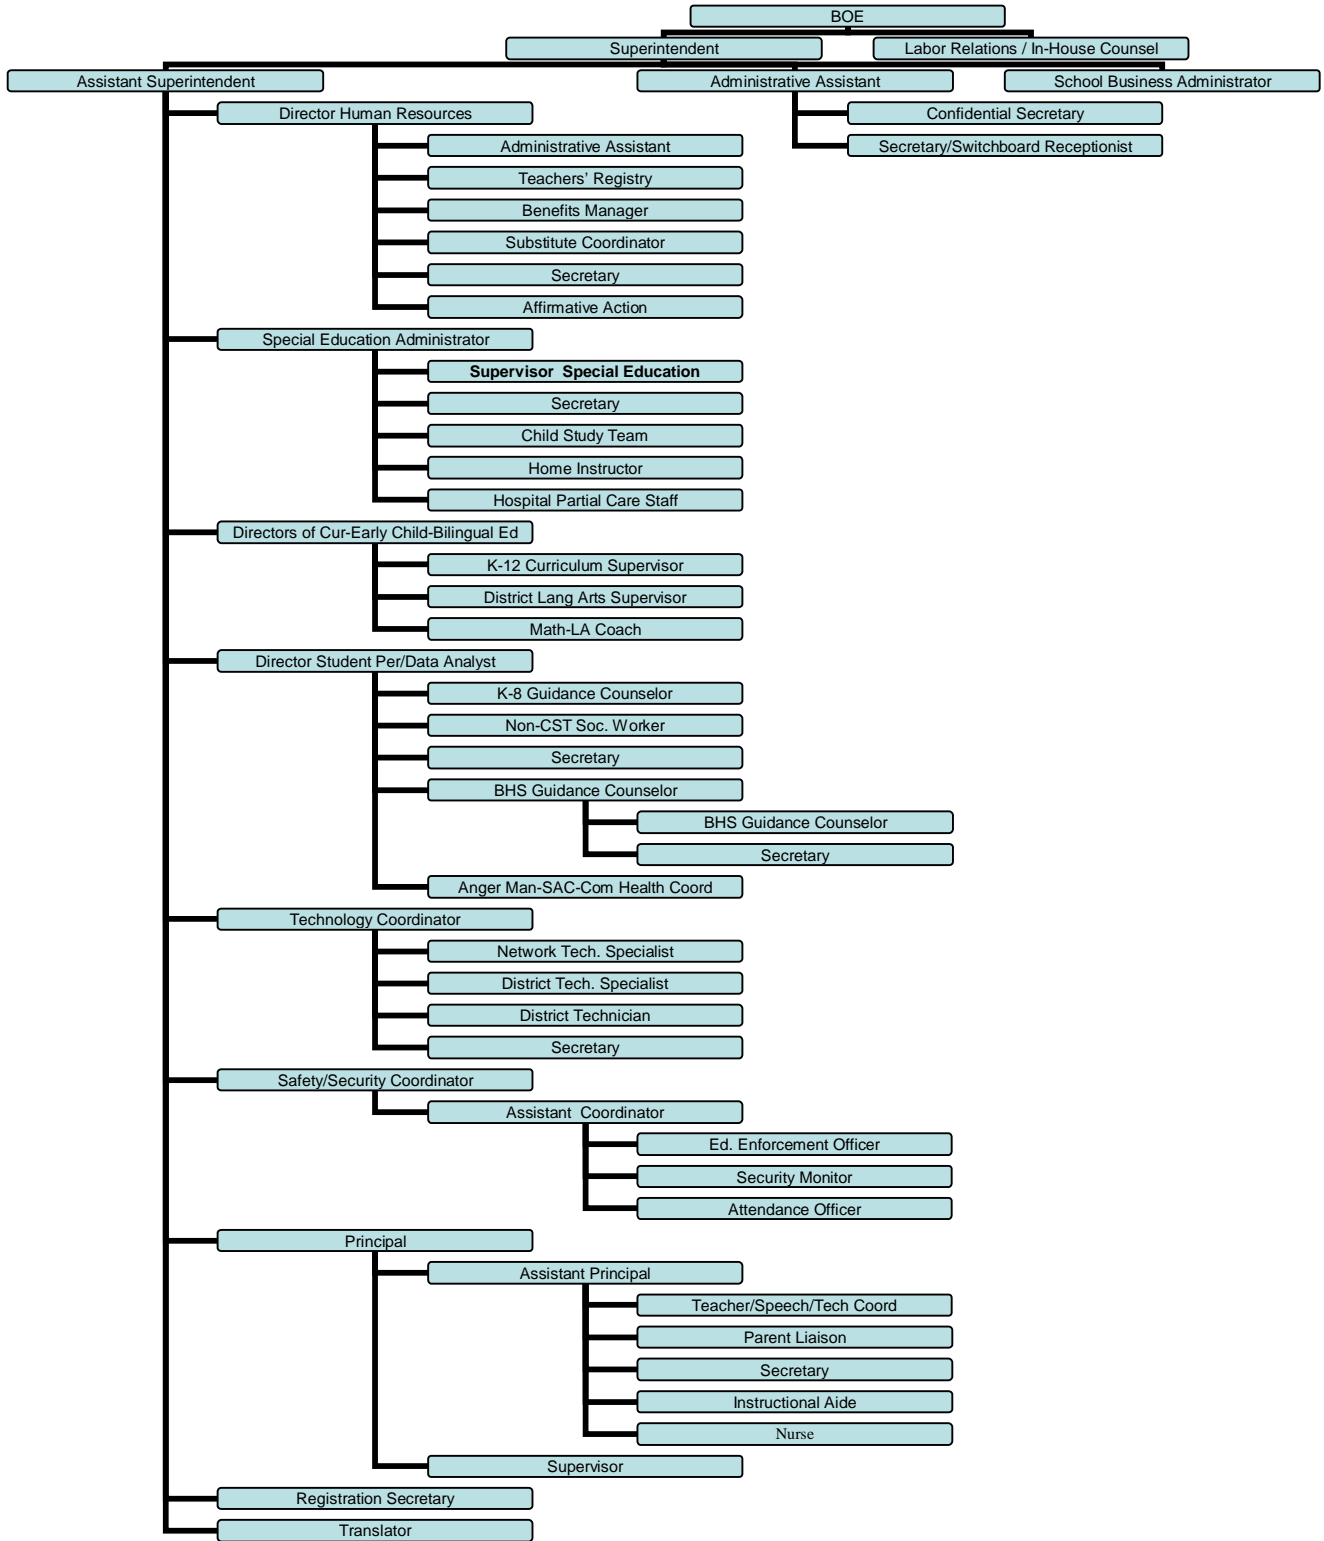 BOE
Superintendent
Labor Relations / In-House Counsel
Assistant Superintendent
Administrative Assistant
School Business Administrator
Director Human Resources
Confidential Secretary
Administrative Assistant
Secretary/Switchboard Receptionist
Teachers’ Registry
Benefits Manager
Substitute Coordinator
Secretary
Affirmative Action
Special Education Administrator
Supervisor Special Education
Secretary
Child Study Team
Home Instructor
Hospital Partial Care Staff
Directors of Cur-Early Child-Bilingual Ed
K-12 Curriculum Supervisor
District Lang Arts Supervisor
Math-LA Coach
Director Student Per/Data Analyst
K-8 Guidance Counselor
Non-CST Soc. Worker
Secretary
BHS Guidance Counselor
BHS Guidance Counselor
Secretary
Anger Man-SAC-Com Health Coord
Technology Coordinator
Network Tech. Specialist
District Tech. Specialist
District Technician
Secretary
Safety/Security Coordinator
Assistant Coordinator
Ed. Enforcement Officer
Security Monitor
Attendance Officer
Principal
Assistant Principal
Teacher/Speech/Tech Coord
Parent Liaison
Secretary
Instructional Aide
Nurse
Supervisor
Registration Secretary
Translator